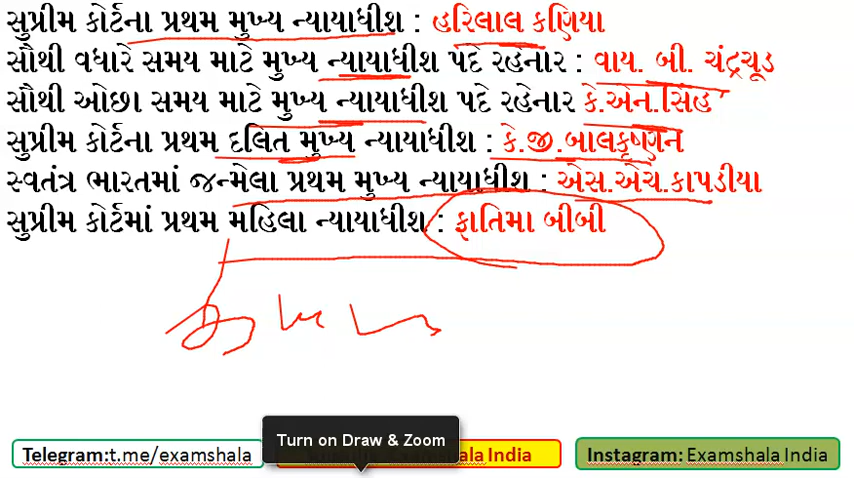 સુપ્રીમ કોર્ટના પ્રથમ મુખ્ય ન્યાયાધીશ : હરિલાલ કણિયા
સૌથી વધારે સમય માટે મુખ્ય ન્યાયાધીશ પદે રહેનાર : વાય. બી. ચંદ્રચૂડ
સૌથી ઓછા સમય માટે મુખ્ય ન્યાયાધીશ પદે રહેનાર કે.એન.સિંહ
સુપ્રીમ કોર્ટના પ્રથમ દલિત મુખ્ય ન્યાયાધીશ : કે.જી.બાલકૃષ્ણન
સ્વતંત્ર ભારતમાં જન્મેલા પ્રથમ મુખ્ય ન્યાયાધીશ : એસ.એચ.કાપડીયા
સુપ્રીમ કોર્ટમાં પ્રથમ મહિલા ન્યાયાધીશ : ફાતિમા બીબી
Turn on Draw & Zoom
Telegram:t.me/examshala
Examshala India
Instagram: Examshala India